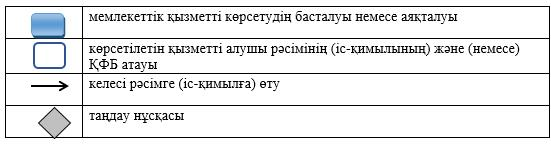 мемлекеттік қызметті көрсетудің басталуы немесе аяқталуы
көрсетілетін қызметті алушы рәсімінің (іс-қимылының) және (немесе)
ҚФБ атауы
келесі рәсімге (іс-қимылға) өту
таңдау нұсқасы